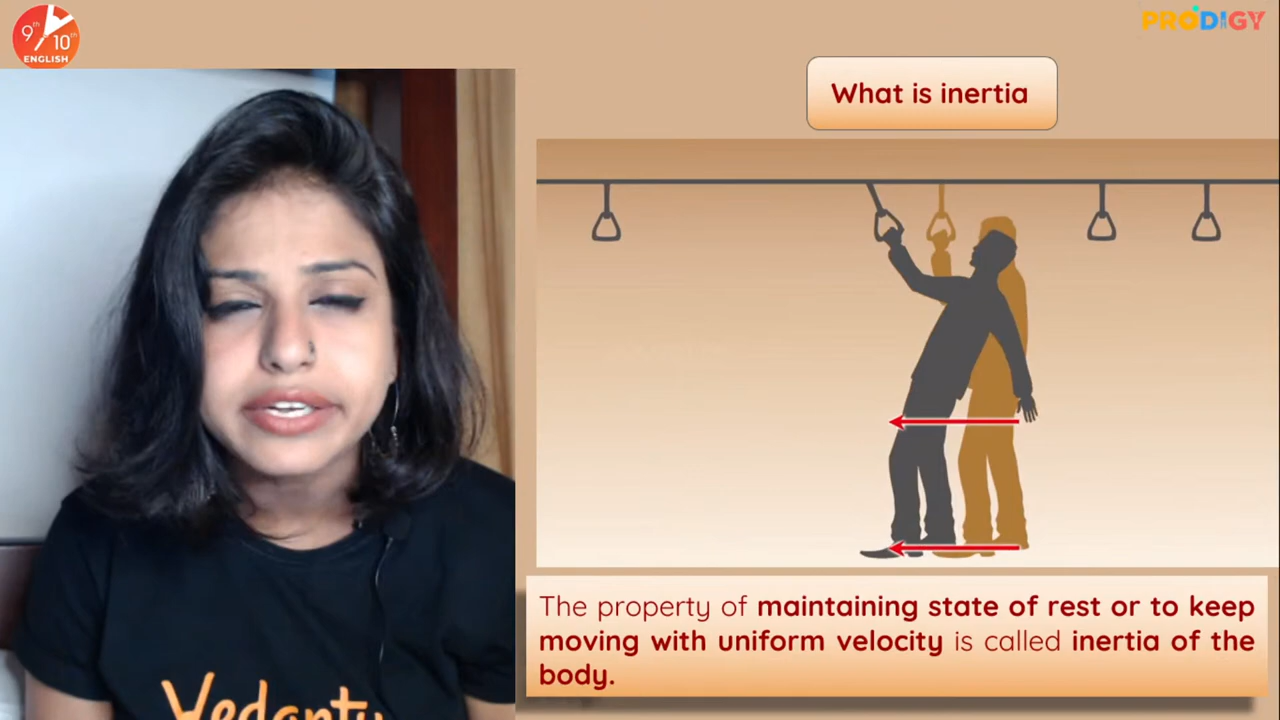 9th
10th
ENGLISH
PRODIGY
What is inertia
The property of maintaining state of rest or to keep
moving with uniform velocity is called inertia of the
body.
Vedantu